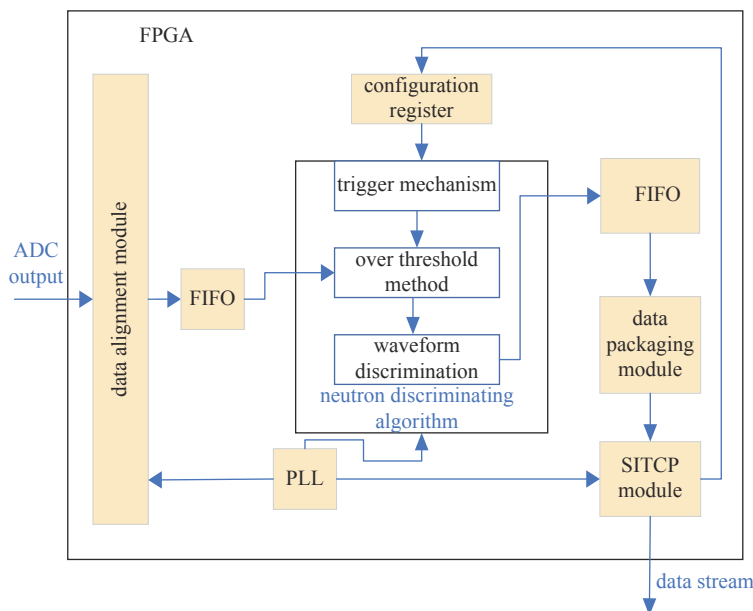 FPGA
configuration
register
trigger mechanism
FIFO
ADC
output
data alignment module
FIFO
over threshold
method
waveform
discrimination
neutron discriminating
algorithm
data
packaging
module
PLL
SITCP
module
data stream